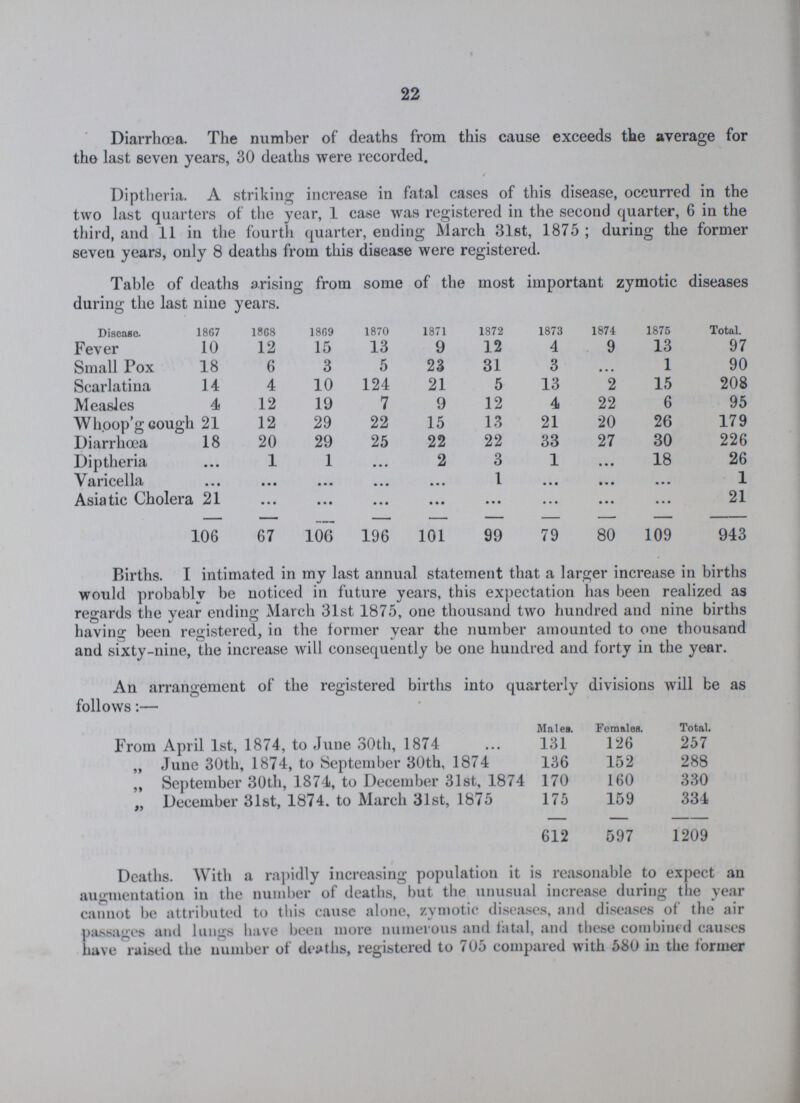 22
Diarrhœa. The number of deaths from this cause exceeds the average for
the last seven years, 30 deaths were recorded.
Diptheria. A striking increase in fatal cases of this disease, occurred in the
two last quarters of the year, 1 case was registered in the second quarter, 6 in the
third, and 11 in the fourth quarter, ending March 31st, 1875 ; during the former
seven years, only 8 deaths from this disease were registered.
Table of deaths arising from some of the most important zymotic diseases
during the last nine years.
Disease. 1867 1868 1869 1870 1871 1872 1873 1874 1875 Total.
Fever 10 12 15 13 9 12 4 9 13 97
Small Pox 18 6 3 5 23 31 3 ... 1 90
Scarlatina 14 4 10 124 21 5 13 2 15 208
Measles 4 12 19 7 9 12 4 22 6 95
Whoop'g cough 21 12 29 22 15 13 21 20 26 179
Diarrhœa 18 20 29 25 22 22 33 27 30 226
Diptheria ... 1 1 ... 2 3 1 ... 18 26
Varicella ... ... ... ... ... 1 ... ... ... 1
Asiatic Cholera 21 ... ... ... ... ... ... ... ... 21
106 67 106 196 101 99 79 80 109 943
Births. I intimated in my last annual statement that a larger increase in births
would probably be noticed in future years, this expectation has been realized as
regards the year ending March 31st 1875, one thousand two hundred and nine births
having been registered, in the former year the number amounted to one thousand
and sixty-nine, the increase will consequently be one hundred and forty in the year.
An arrangement of the registered births into quarterly divisions will be as
follows :—
Males. Females. Total.
From April 1st, 1874, to June 30th, 1874 ... 131 126 257
„ June 30th, 1874, to September 30th, 1874 136 152 288
„ September 30th, 1874, to December 31st, 1874 170 160 330
„ December 31st, 1874. to March 31st, 1875 175 159 334
612 597 1209
Deaths. With a rapidly increasing population it is reasonable to expect an
augmentation in the number of deaths, but the unusual increase during the year
cannot be attributed to this cause alone, zymotic diseases, and diseases of the air
passages and lungs have been more numerous and fatal, and these combined causes
have raised the number of deaths, registered to 705 compared with 580 in the former